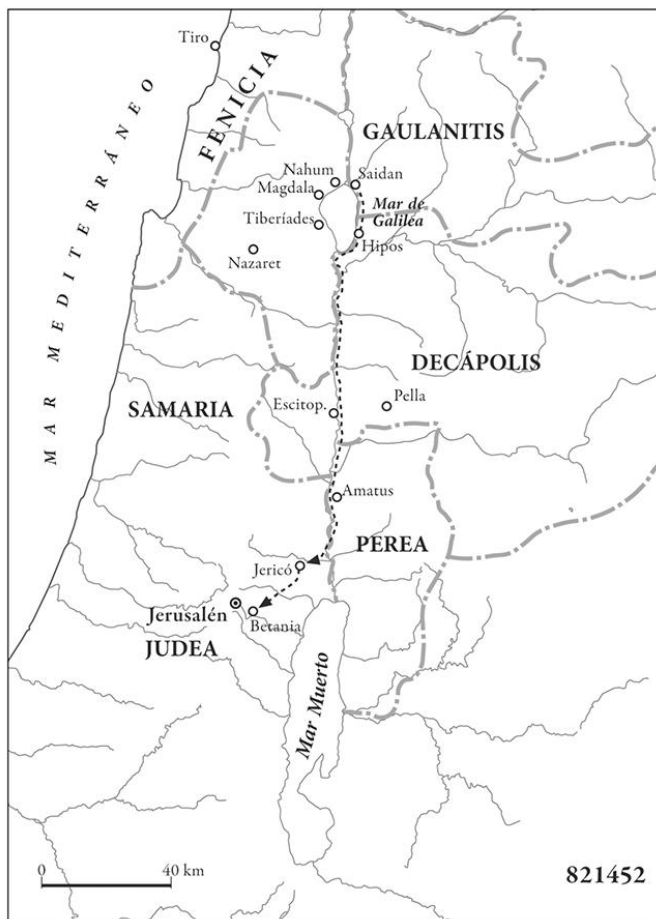 Tiro
FENICIA
MAR MEDITERRÁNEO
GAULANITIS
Nahum
Saidan
Magdala
Mar de
Galilea
Tiberíades
Hipos
Nazaret
DECÁPOLIS
Pella
SAMARIA
Escitop.
Amatus
PEREA
Jericó
Jerusalén
Betania
JUDEA
Mar Muerto
0 40 km
821452